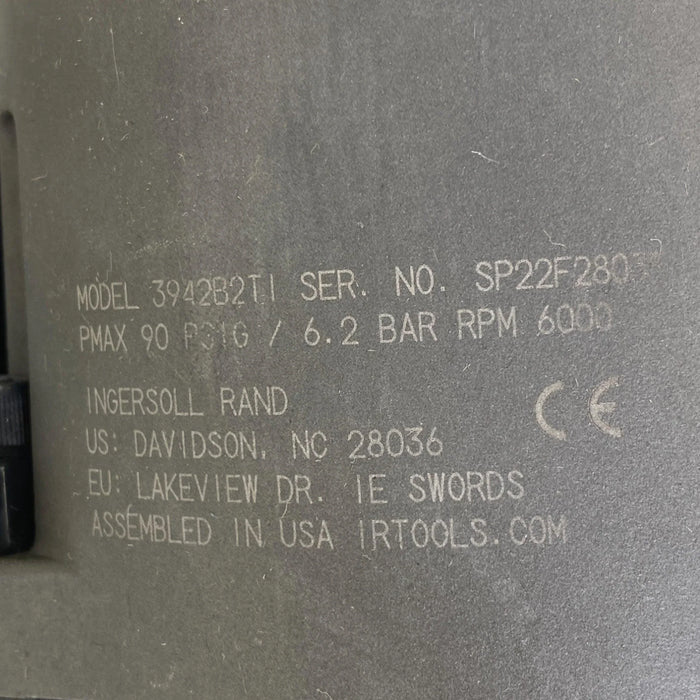 MODEL 3942B2TI SER. NO.
PMAX 90 PSIG / 6.2 BAR RPM 6000
INGERSOLL RAND
US: DAVIDSON, NC 28036
EU: LAKEVIEW DR. IE SWORDS
ASSEMBLED IN USA IRTOOLS.COM
CE